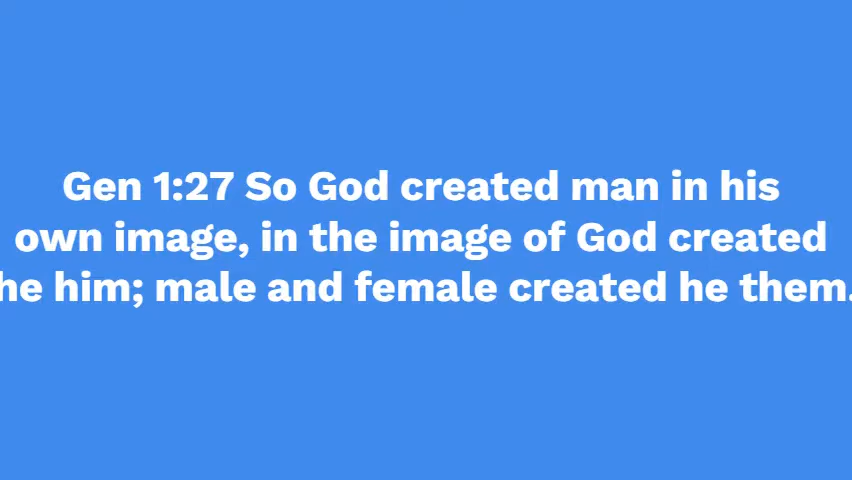 Gen 1:27 So God created man in his
own image, in the image of God created
he him; male and female created he them.